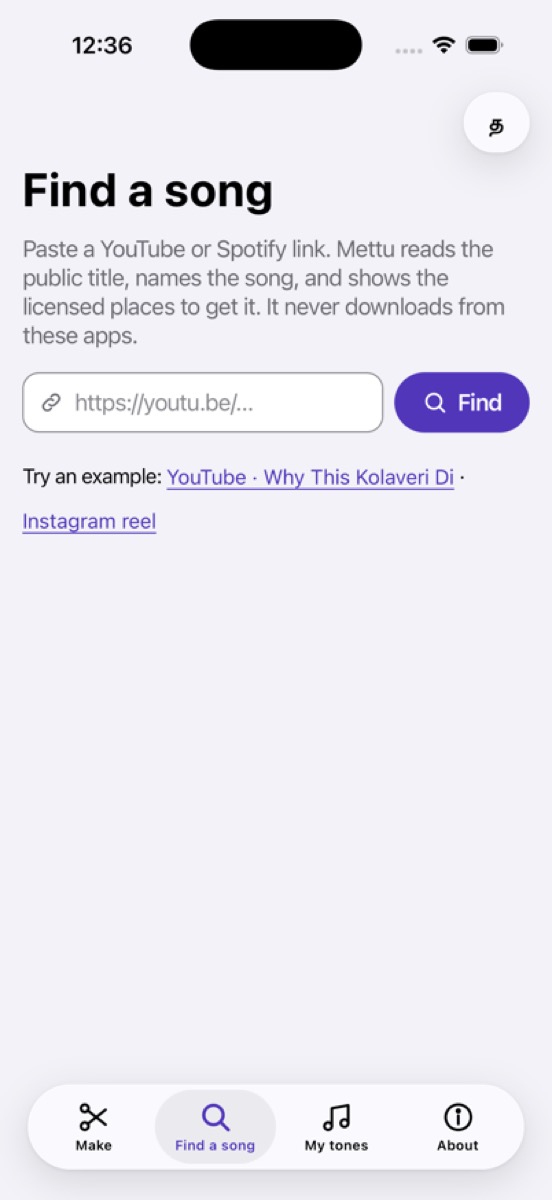 12:36
த
Find a song
Paste a YouTube or Spotify link. Mettu reads the
public title, names the song, and shows the
licensed places to get it. It never downloads from
these apps.
https://youtu.be/...
Find
Try an example: YouTube · Why This Kolaveri Di ·
Instagram reel
Make
Find a song
My tones
About